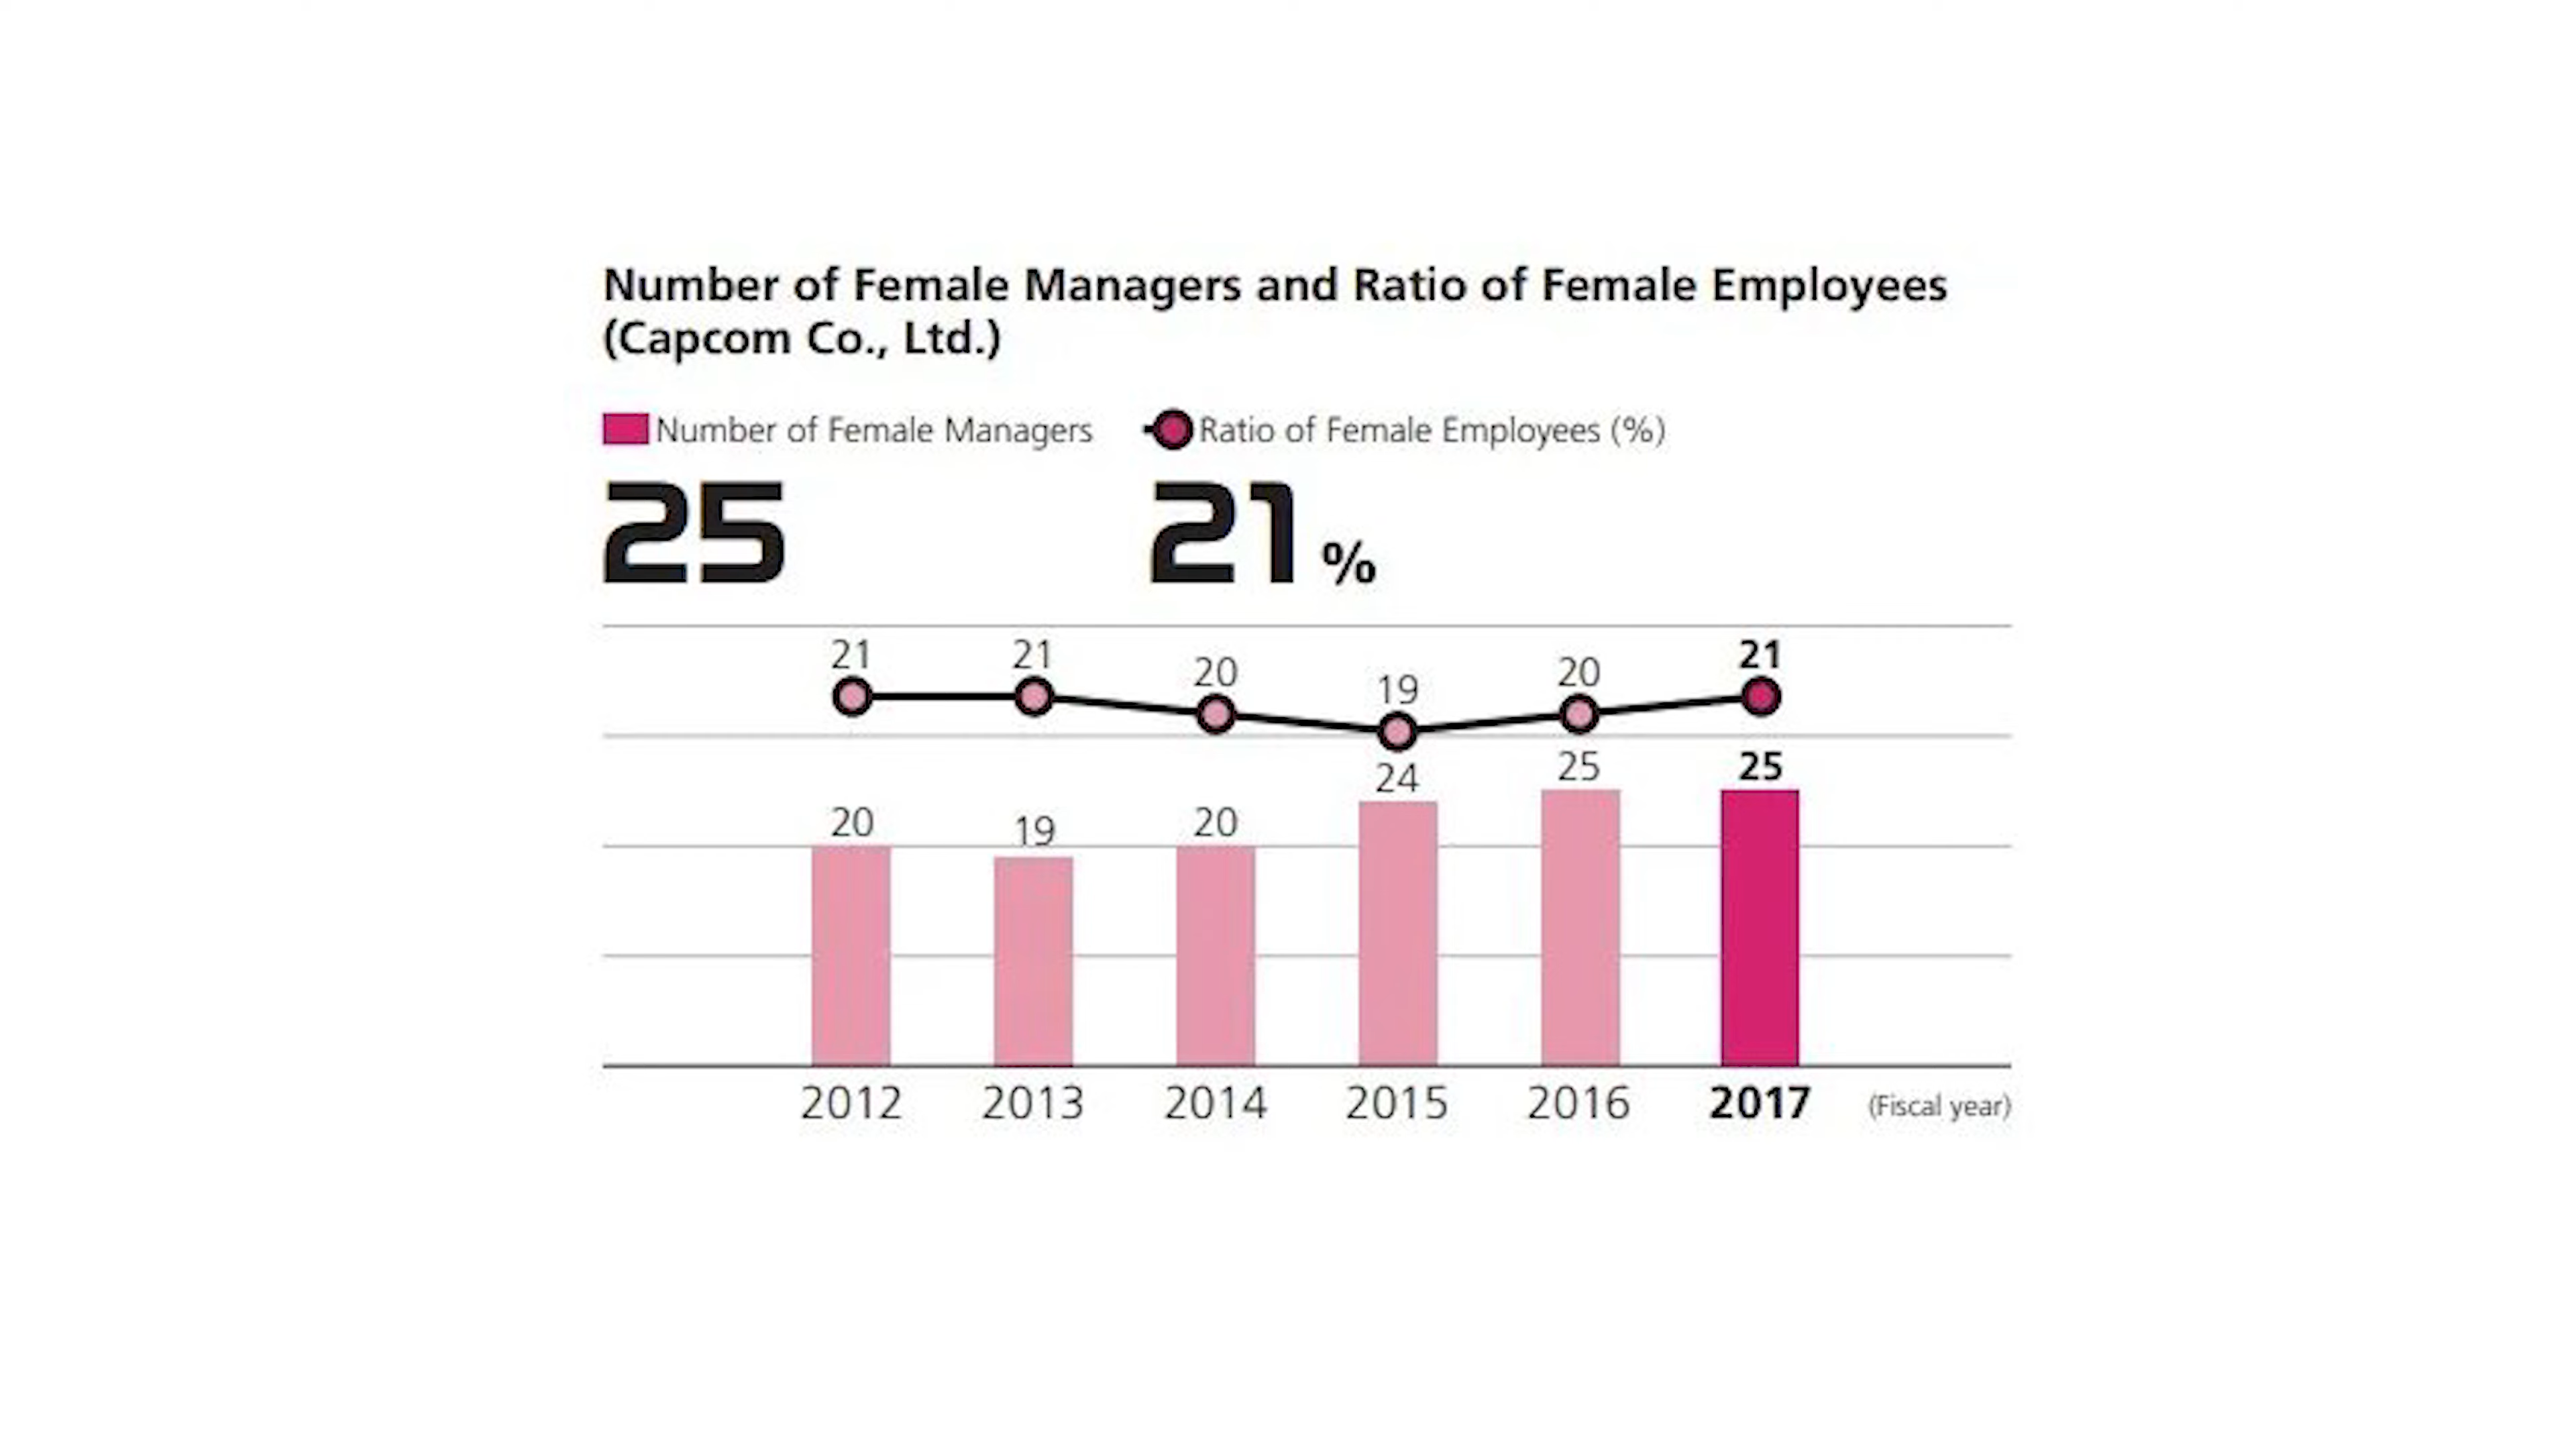 Number of Female Managers and Ratio of Female Employees
(Capcom Co., Ltd.)
Number of Female Managers Ratio of Female Employees (%)
25 21 %
21 21 20 19 20 21
20 19 20 24 25 25
2012 2013 2014 2015 2016 2017 (Fiscal year)